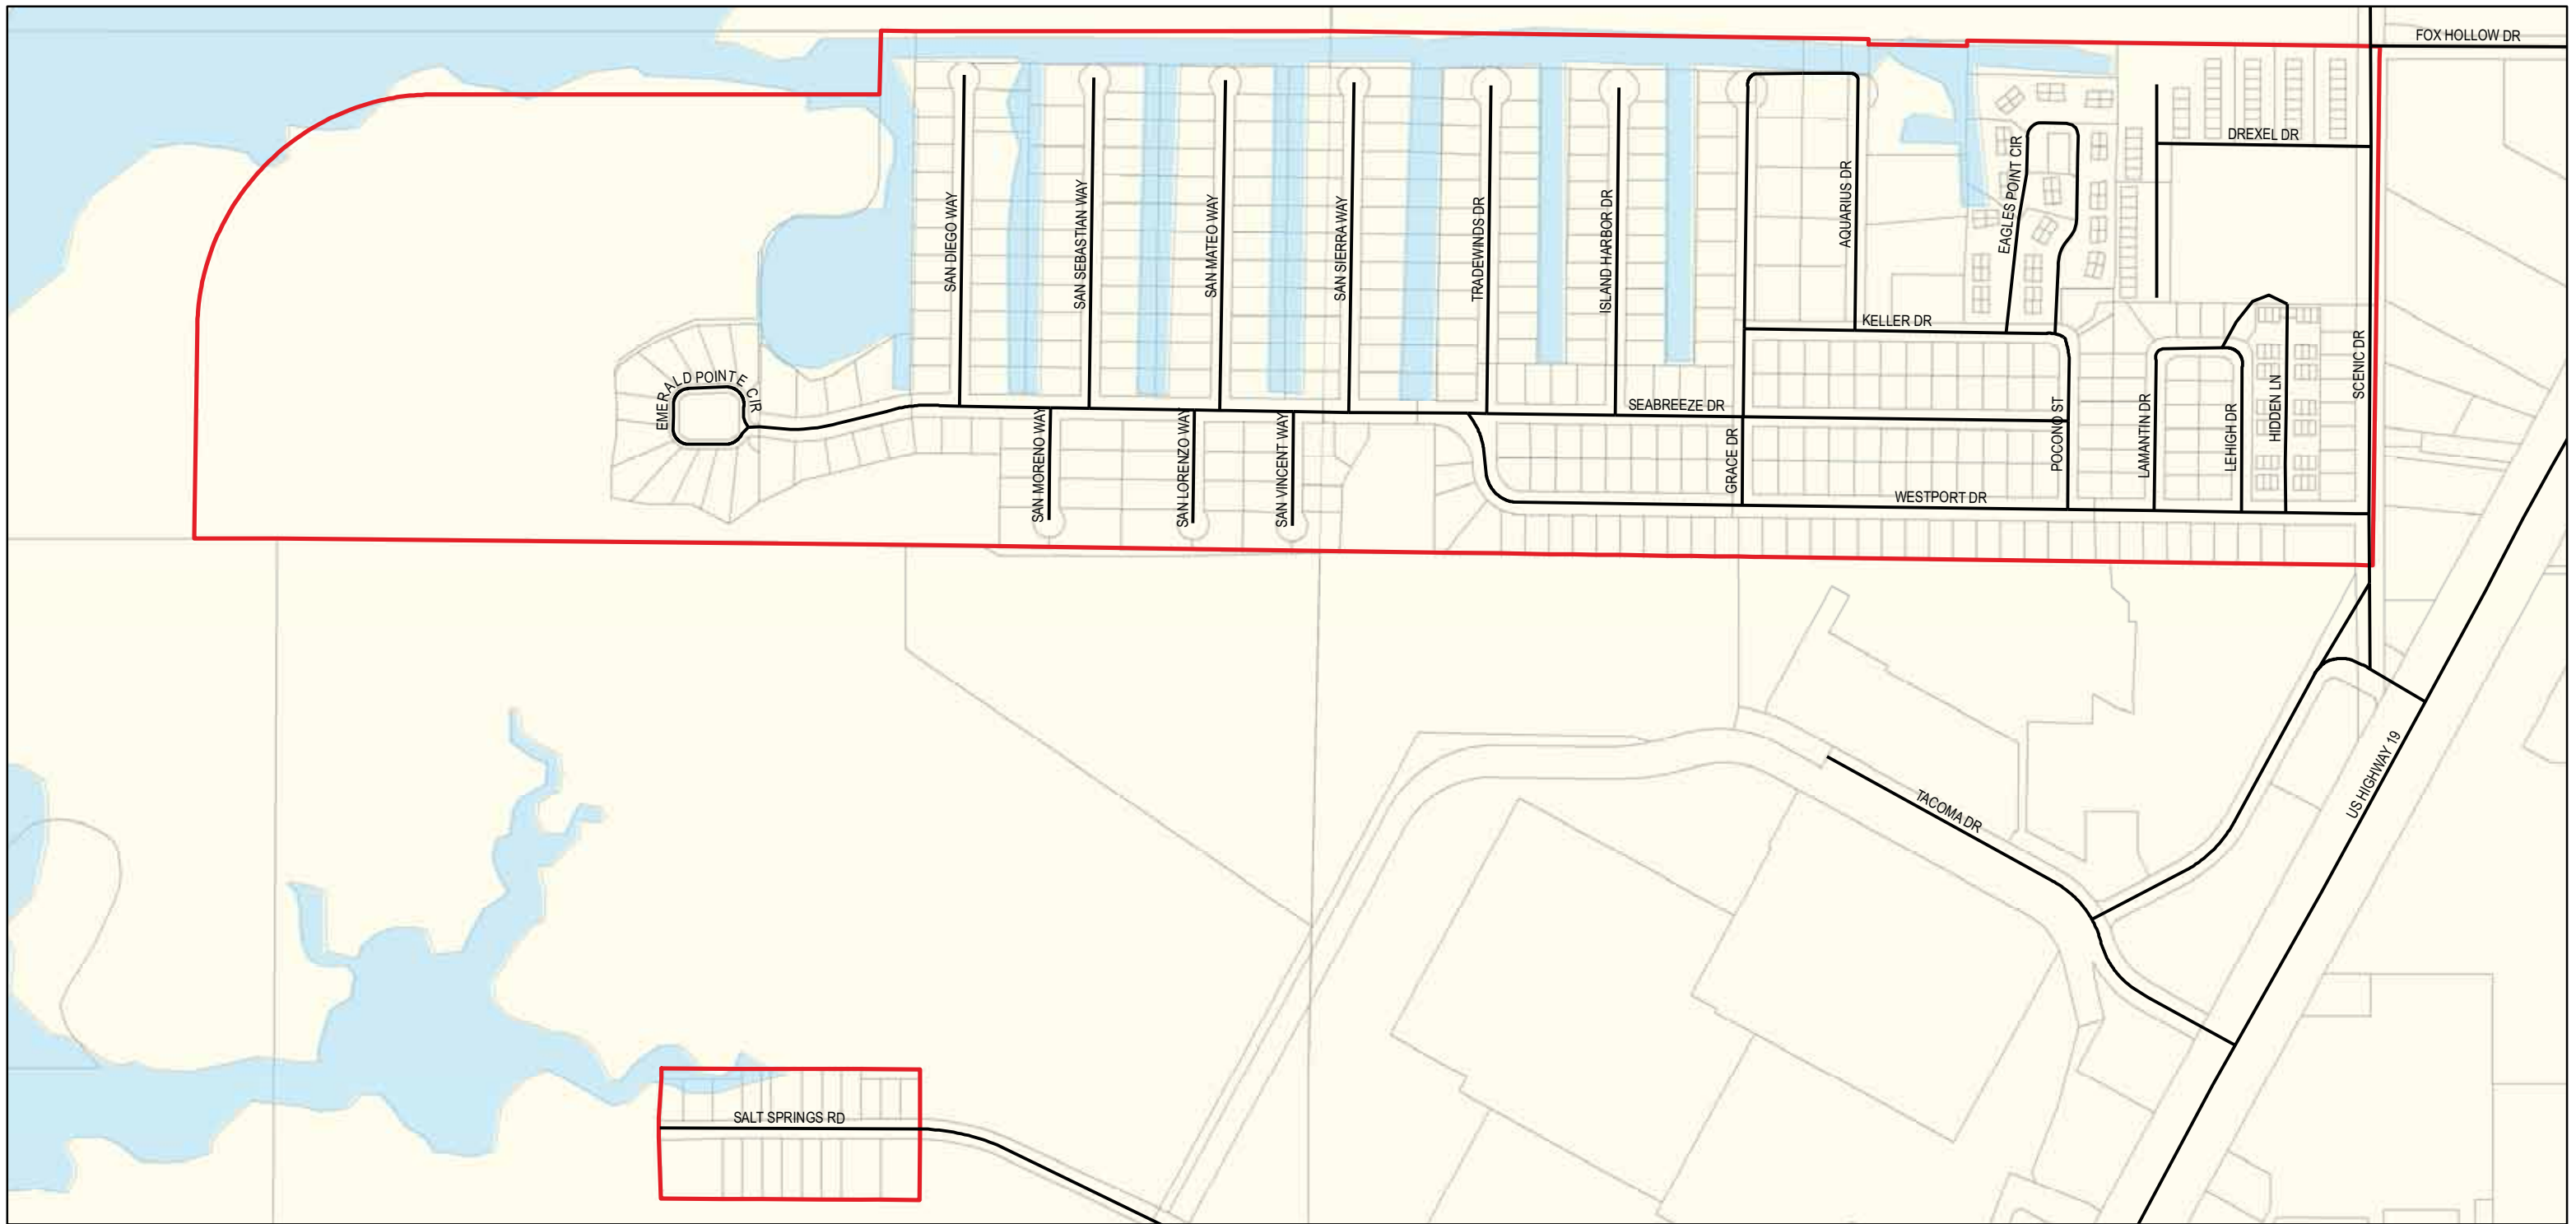 FOX HOLLOW DR
DREXEL DR
EAGLES POINT CIR
AQUARIUS DR
SAN DIEGO WAY
SAN SEBASTIAN WAY
SAN MATEO WAY
SAN SIERRA WAY
TRADEWINDS DR
ISLAND HARBOR DR
KELLER DR
SCENIC DR
EMERALD POINTE CIR
SEABREEZE DR
HIDDEN LN
SAN MORENO WAY
SAN LORENZO WAY
SAN VINCENT WAY
GRACE DR
POCONO ST
LAMANTIN DR
LEHIGH DR
WESTPORT DR
US HIGHWAY 19
TACOMA DR
SALT SPRINGS RD